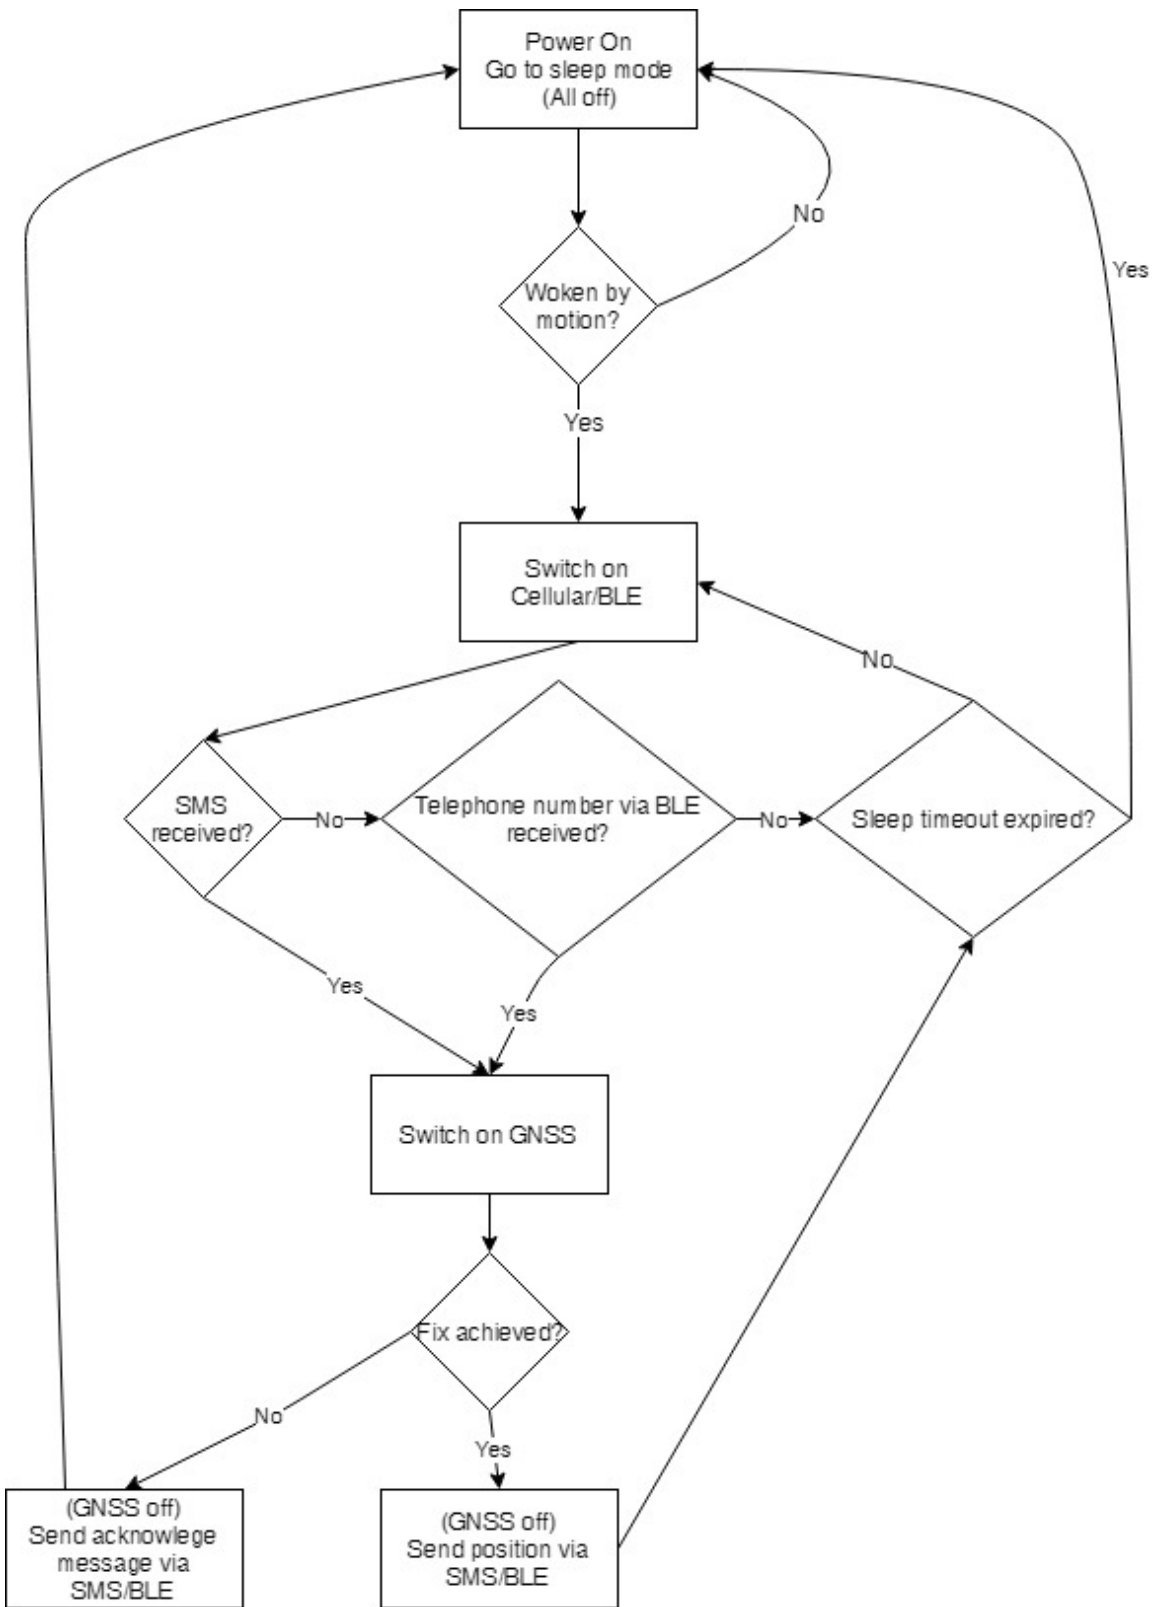 Power On
Go to sleep mode
(All off)
No
Yes
Woken by
motion?
Yes
Switch on
Cellular/BLE
No
SMS
received?
No
Telephone number via BLE
received?
No
Sleep timeout expired?
Yes
Yes
Switch on GNSS
Fix achieved?
No
Yes
(GNSS off)
Send acknowlege
message via
SMS/BLE
(GNSS off)
Send position via
SMS/BLE